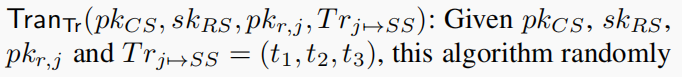 Tran_Tr(pk_CS, sk_RS, pk_r,j, Tr_j↦SS): Given pk_CS, sk_RS,
pk_r,j and Tr_j↦SS = (t_1, t_2, t_3), this algorithm randomly